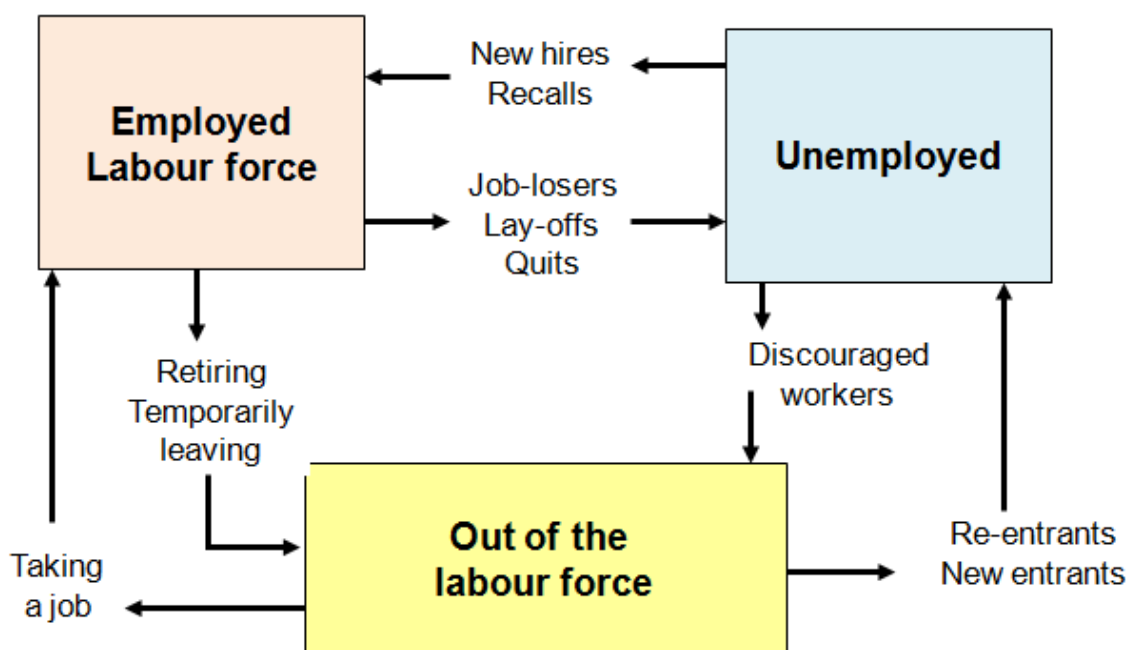 New hires
Recalls
Employed
Labour force
Unemployed
Job-losers
Lay-offs
Quits
Retiring
Temporarily
leaving
Discouraged
workers
Out of the
labour force
Taking
a job
Re-entrants
New entrants